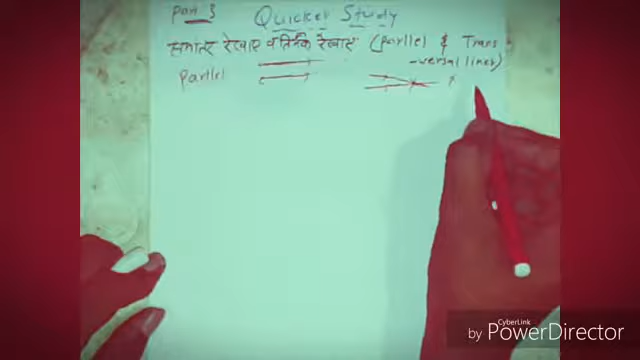 Part 3
Quicker Study
समान्तर रेखाएं व तिर्यक रेखाएं (parllel & Trans
-versal lines)
Parllel
CyberLink
by PowerDirector